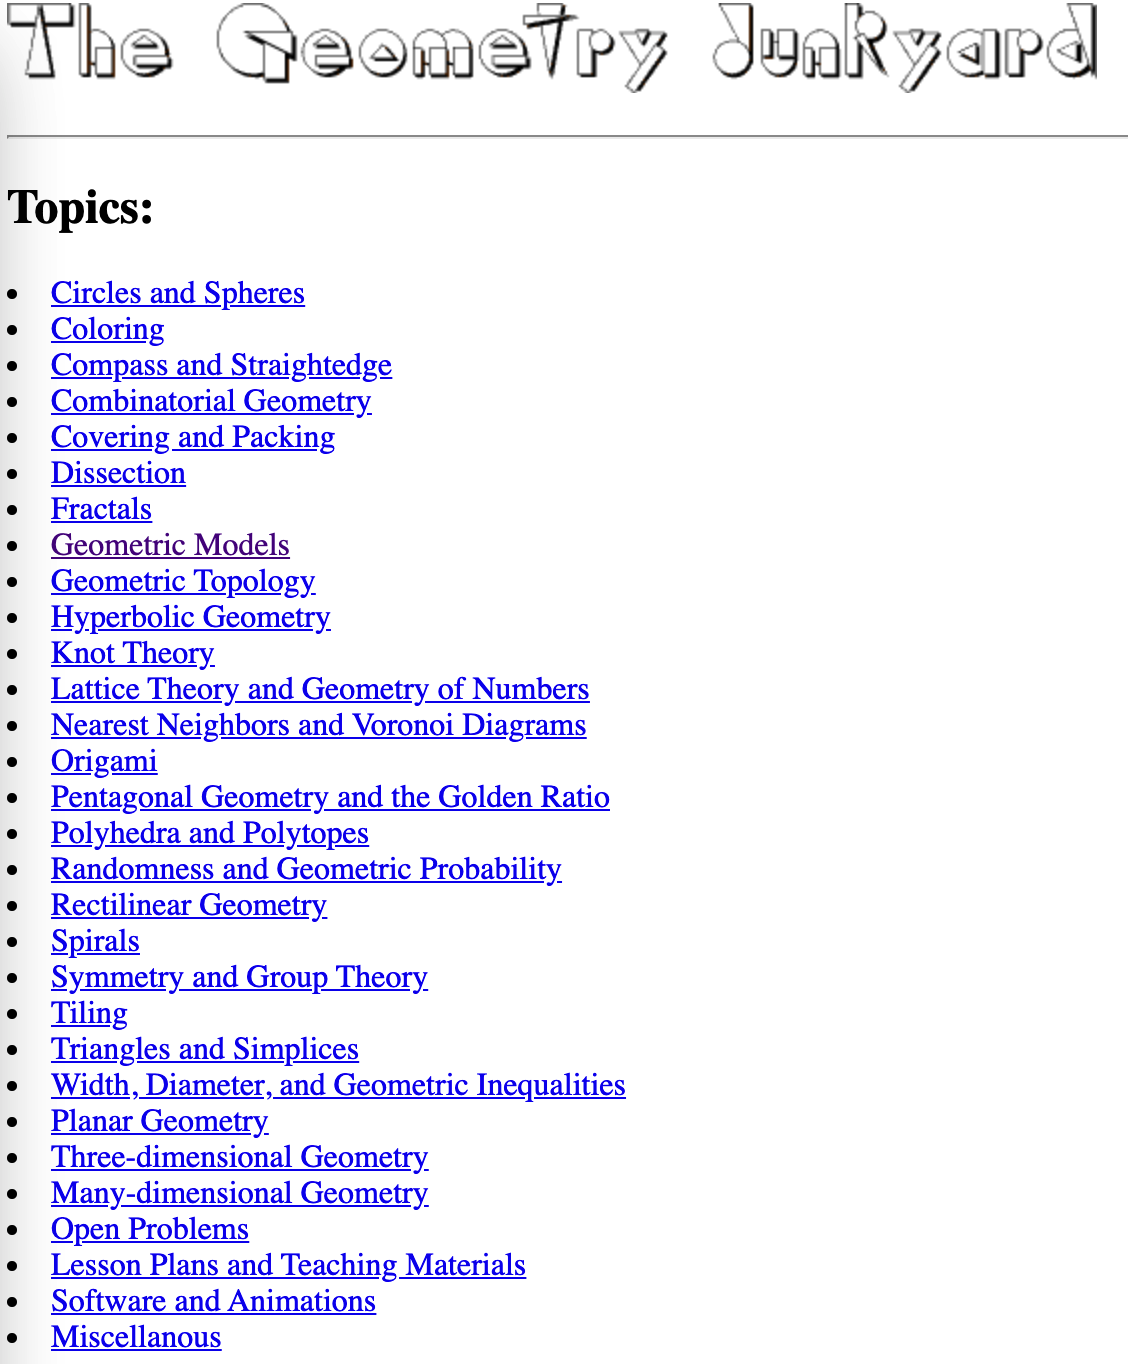 The Geometry Junkyard
Topics:
Circles and Spheres
Coloring
Compass and Straightedge
Combinatorial Geometry
Covering and Packing
Dissection
Fractals
Geometric Models
Geometric Topology
Hyperbolic Geometry
Knot Theory
Lattice Theory and Geometry of Numbers
Nearest Neighbors and Voronoi Diagrams
Origami
Pentagonal Geometry and the Golden Ratio
Polyhedra and Polytopes
Randomness and Geometric Probability
Rectilinear Geometry
Spirals
Symmetry and Group Theory
Tiling
Triangles and Simplices
Width, Diameter, and Geometric Inequalities
Planar Geometry
Three-dimensional Geometry
Many-dimensional Geometry
Open Problems
Lesson Plans and Teaching Materials
Software and Animations
Miscellanous